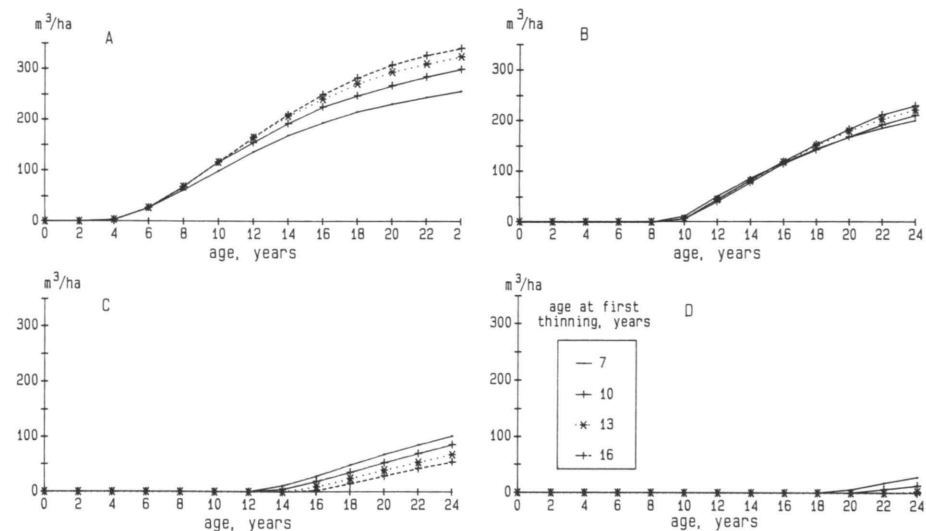 m³/ha
A
300
200
100
0
0 2 4 6 8 10 12 14 16 18 20 22 2
age, years
m³/ha
B
300
200
100
0
0 2 4 6 8 10 12 14 16 18 20 22 24
age, years
m³/ha
C
300
200
100
0
0 2 4 6 8 10 12 14 16 18 20 22 24
age, years
m³/ha
D
300
200
100
0
age at first
thinning, years
7
10
13
16
0 2 4 6 8 10 12 14 16 18 20 22 24
age, years